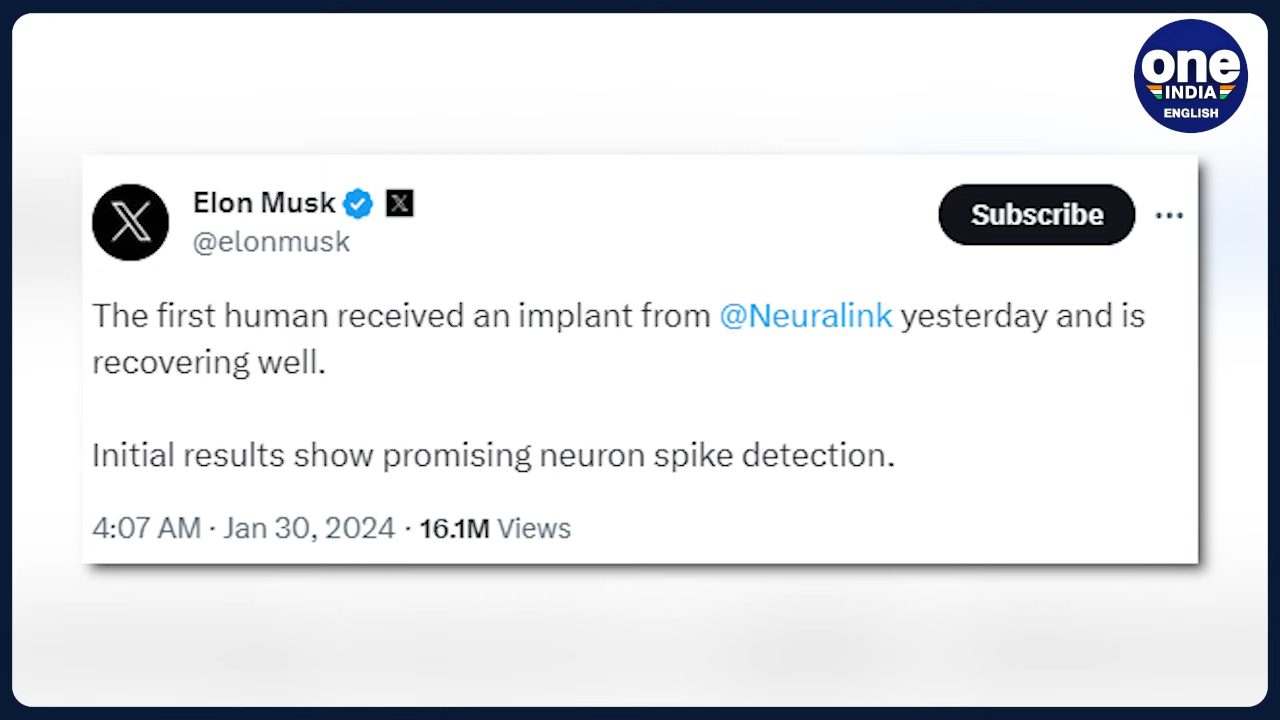 one
INDIA
ENGLISH
Elon Musk
@elonmusk
Subscribe
The first human received an implant from @Neuralink yesterday and is
recovering well.
Initial results show promising neuron spike detection.
4:07 AM · Jan 30, 2024 · 16.1M Views